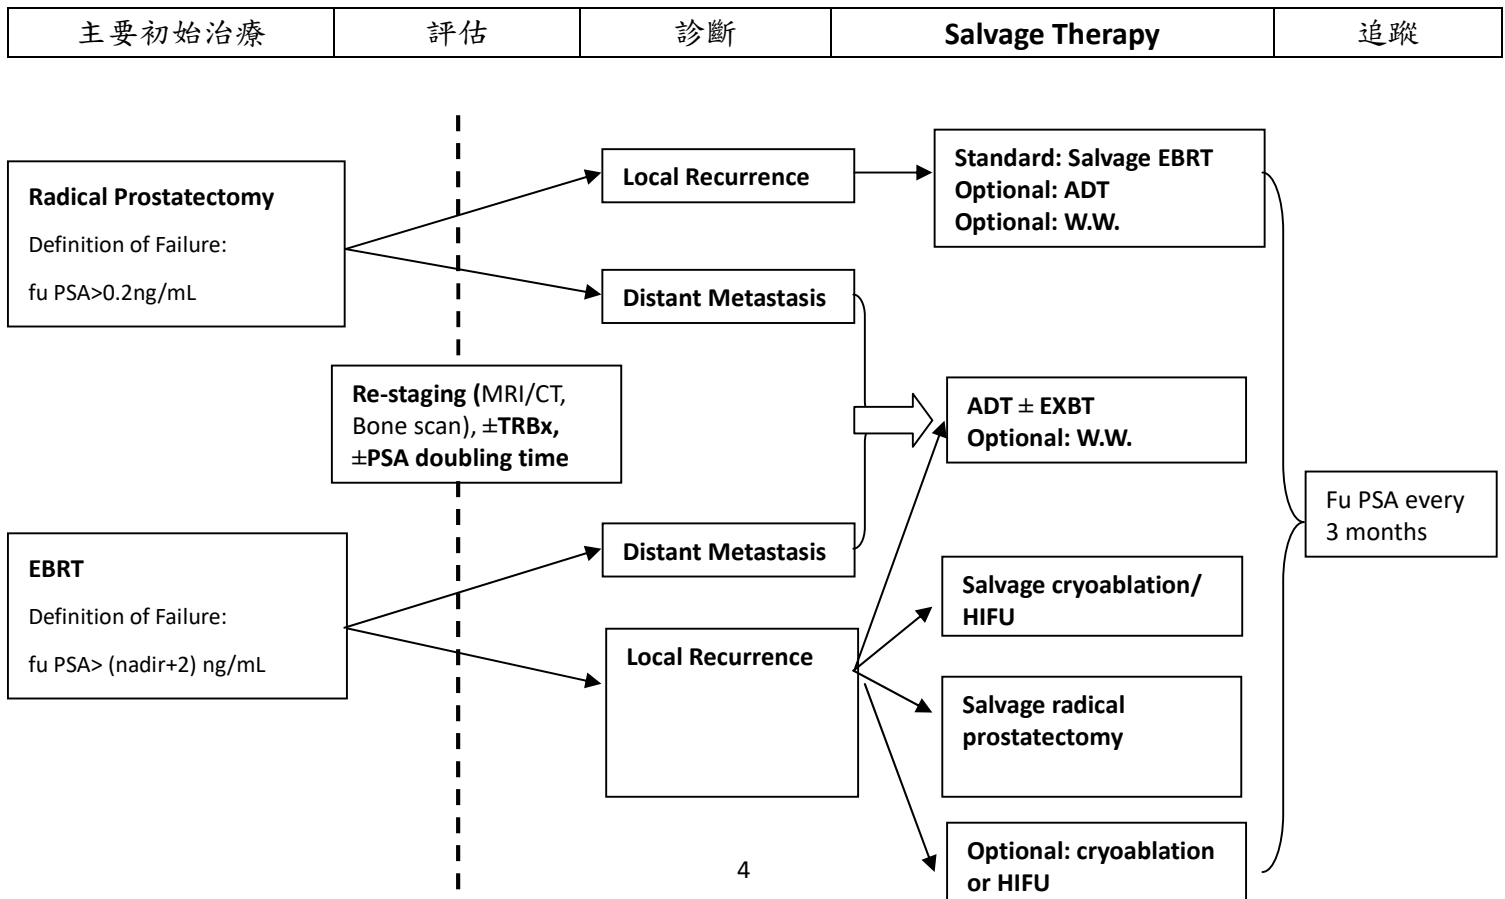 主要初始治療
評估
診斷
Salvage Therapy
追蹤
Radical Prostatectomy
Definition of Failure:
fu PSA>0.2ng/mL
Local Recurrence
Distant Metastasis
Standard: Salvage EBRT
Optional: ADT
Optional: W.W.
Re-staging (MRI/CT,
Bone scan), ±TRBx,
±PSA doubling time
ADT ± EXBT
Optional: W.W.
Fu PSA every
3 months
EBRT
Definition of Failure:
fu PSA> (nadir+2) ng/mL
Distant Metastasis
Local Recurrence
Salvage cryoablation/
HIFU
Salvage radical
prostatectomy
Optional: cryoablation
or HIFU
4